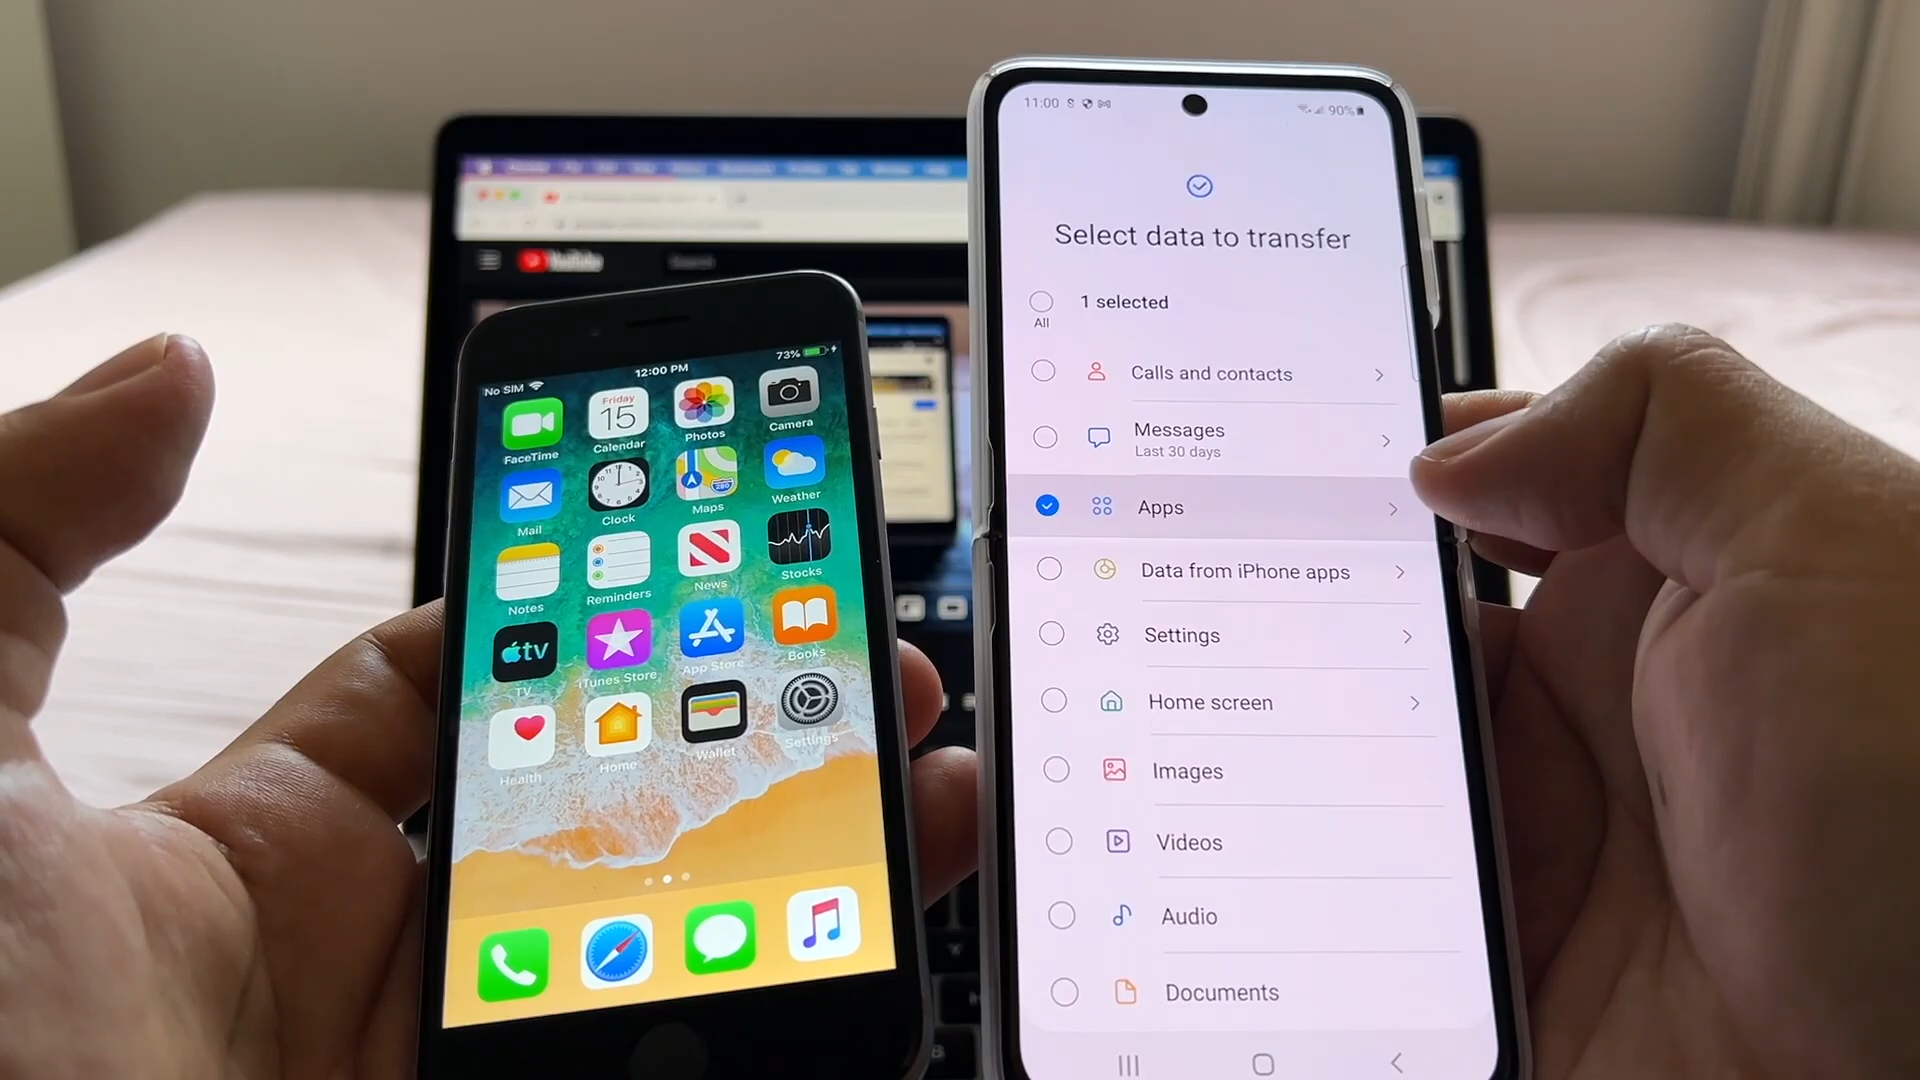 YouTube
Search
No SIM
12:00 PM
73%
Friday
15
FaceTime
Calendar
Photos
Camera
Mail
Clock
Maps
Weather
Notes
Reminders
News
Stocks
tv
TV
iTunes Store
App Store
Books
Health
Home
Wallet
Settings
11:00
90%
Select data to transfer
All
1 selected
Calls and contacts
Messages
Last 30 days
Apps
Data from iPhone apps
Settings
Home screen
Images
Videos
Audio
Documents